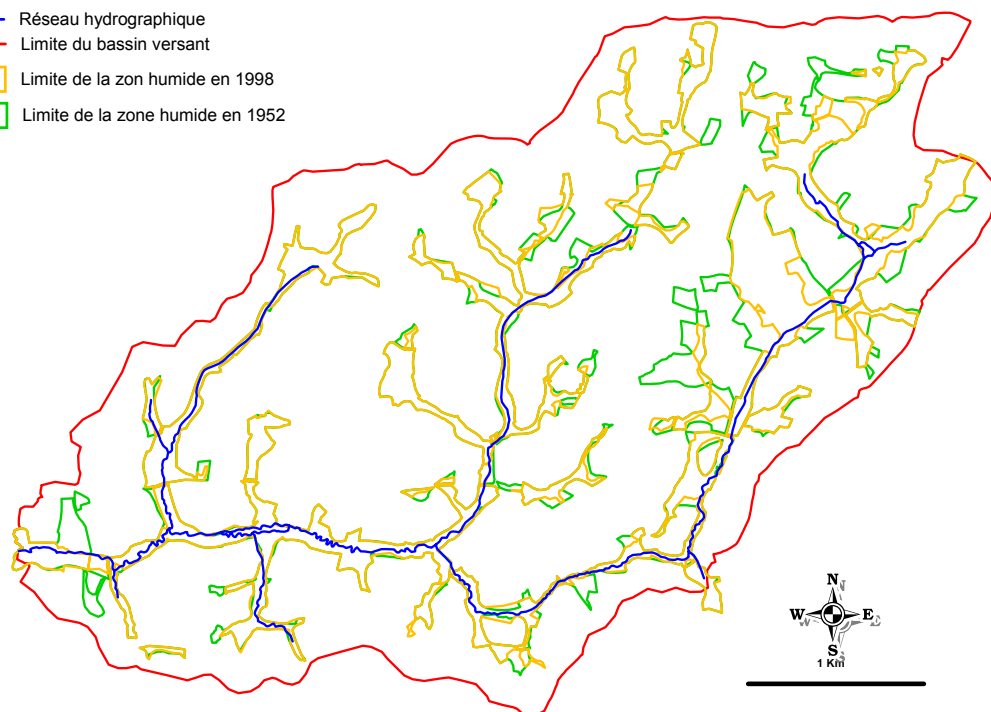 Réseau hydrographique
Limite du bassin versant
Limite de la zon humide en 1998
Limite de la zone humide en 1952
N
N
W
W
E
E
S
S
1 Km